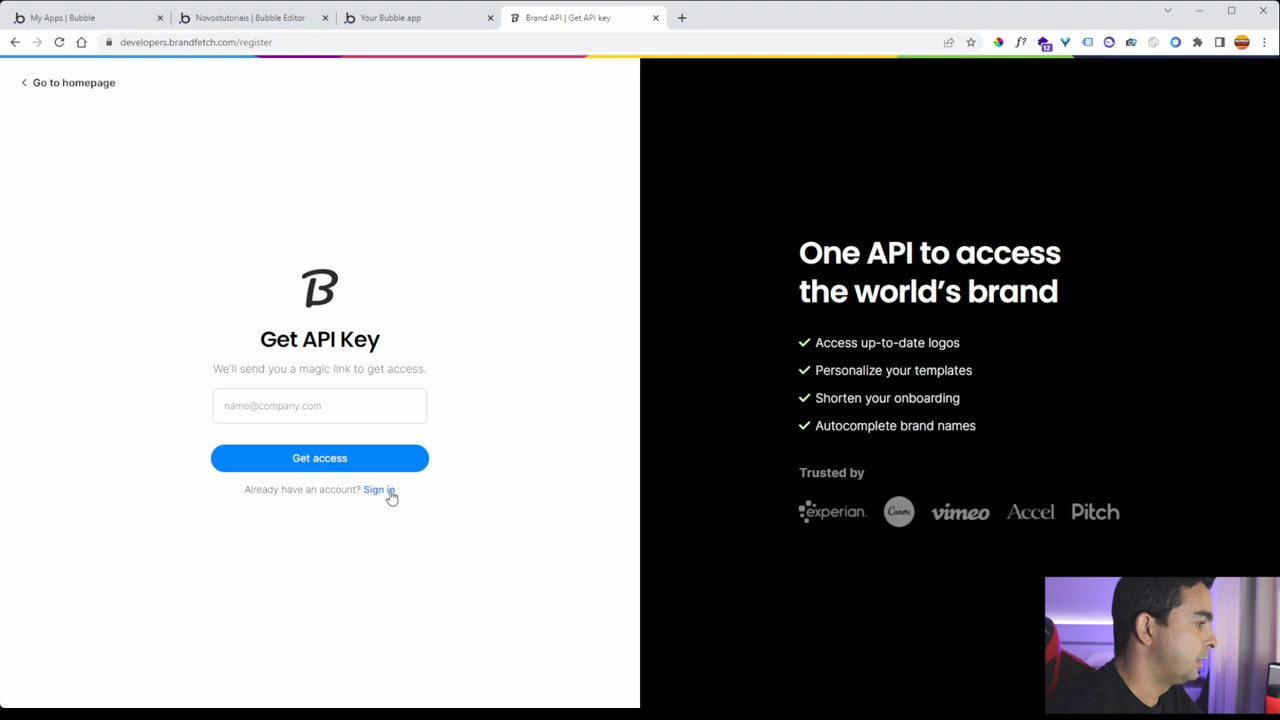 My Apps | Bubble
Novostutoriais | Bubble Editor
Your Bubble app
Brand API | Get API key
developers.brandfetch.com/register
f?
12
Go to homepage
B
Get API Key
We'll send you a magic link to get access.
name@company.com
Get access
Already have an account? Sign in
One API to access
the world's brand
Access up-to-date logos
Personalize your templates
Shorten your onboarding
Autocomplete brand names
Trusted by
experian. Canva vimeo Accel Pitch